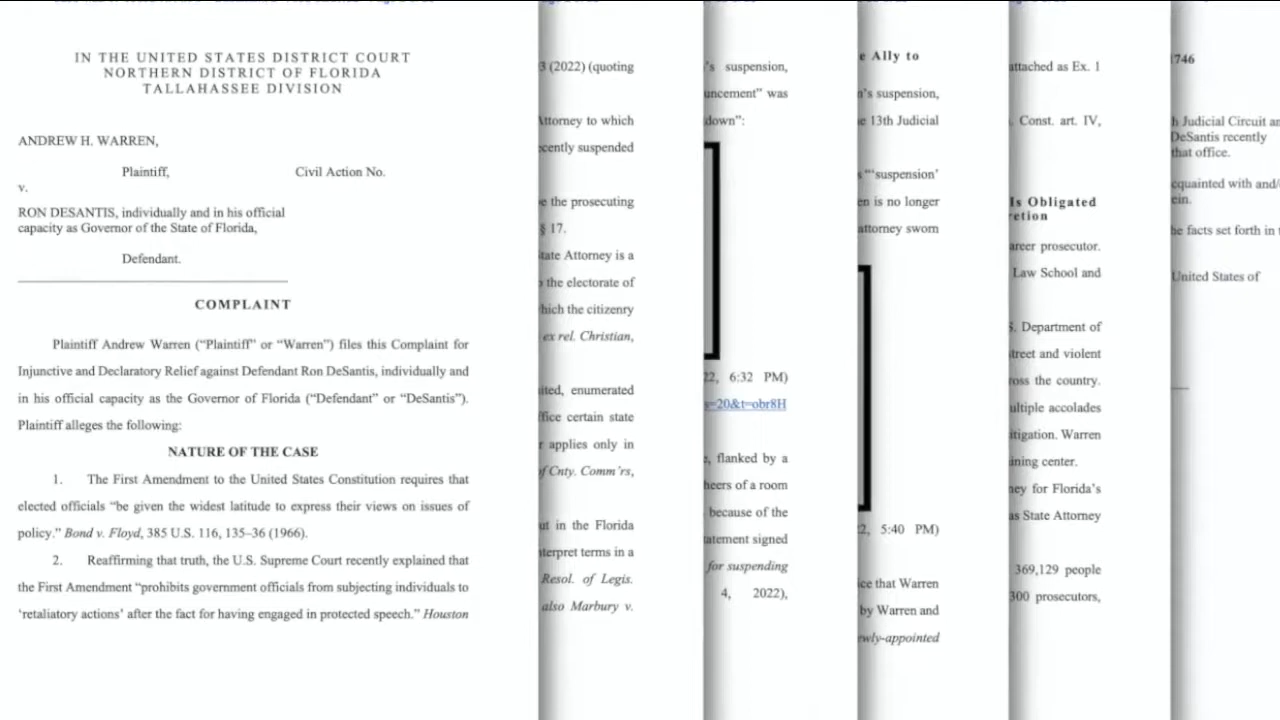 IN THE UNITED STATES DISTRICT COURT
NORTHERN DISTRICT OF FLORIDA
TALLAHASSEE DIVISION
ANDREW H. WARREN,
Plaintiff,
Civil Action No.
v.
RON DESANTIS, individually and in his official
capacity as Governor of the State of Florida,
Defendant.
COMPLAINT
Plaintiff Andrew Warren (“Plaintiff” or “Warren”) files this Complaint for
Injunctive and Declaratory Relief against Defendant Ron DeSantis, individually and
in his official capacity as the Governor of Florida (“Defendant” or “DeSantis”).
Plaintiff alleges the following:
NATURE OF THE CASE
1. The First Amendment to the United States Constitution requires that
elected officials “be given the widest latitude to express their views on issues of
policy.” Bond v. Floyd, 385 U.S. 116, 135–36 (1966).
2. Reaffirming that truth, the U.S. Supreme Court recently explained that
the First Amendment “prohibits government officials from subjecting individuals to
‘retaliatory actions’ after the fact for having engaged in protected speech.” Houston
3 (2022) (quoting
Attorney to which
recently suspended
e the prosecuting
§ 17.
State Attorney is a
the electorate of
which the citizenry
ex rel. Christian,
enumerated
office certain state
r applies only in
of Cnty. Comm’rs,
ut in the Florida
interpret terms in a
Resol. of Legis.
also Marbury v.
’s suspension,
uncement” was
down”:
22, 6:32 PM)
s=20&t=obr8H
, flanked by a
heers of a room
because of the
tatement signed
for suspending
4, 2022),
e Ally to
n’s suspension,
e 13th Judicial
s “‘suspension’
en is no longer
attorney sworn
2, 5:40 PM)
ice that Warren
by Warren and
ewly-appointed
attached as Ex. 1
. Const. art. IV,
Is Obligated
retion
areer prosecutor.
Law School and
S. Department of
treet and violent
ross the country.
ultiple accolades
itigation. Warren
ining center.
ney for Florida’s
as State Attorney
369,129 people
300 prosecutors,
1746
h Judicial Circuit an
DeSantis recently
that office.
cquainted with and/
ein.
he facts set forth in t
United States of